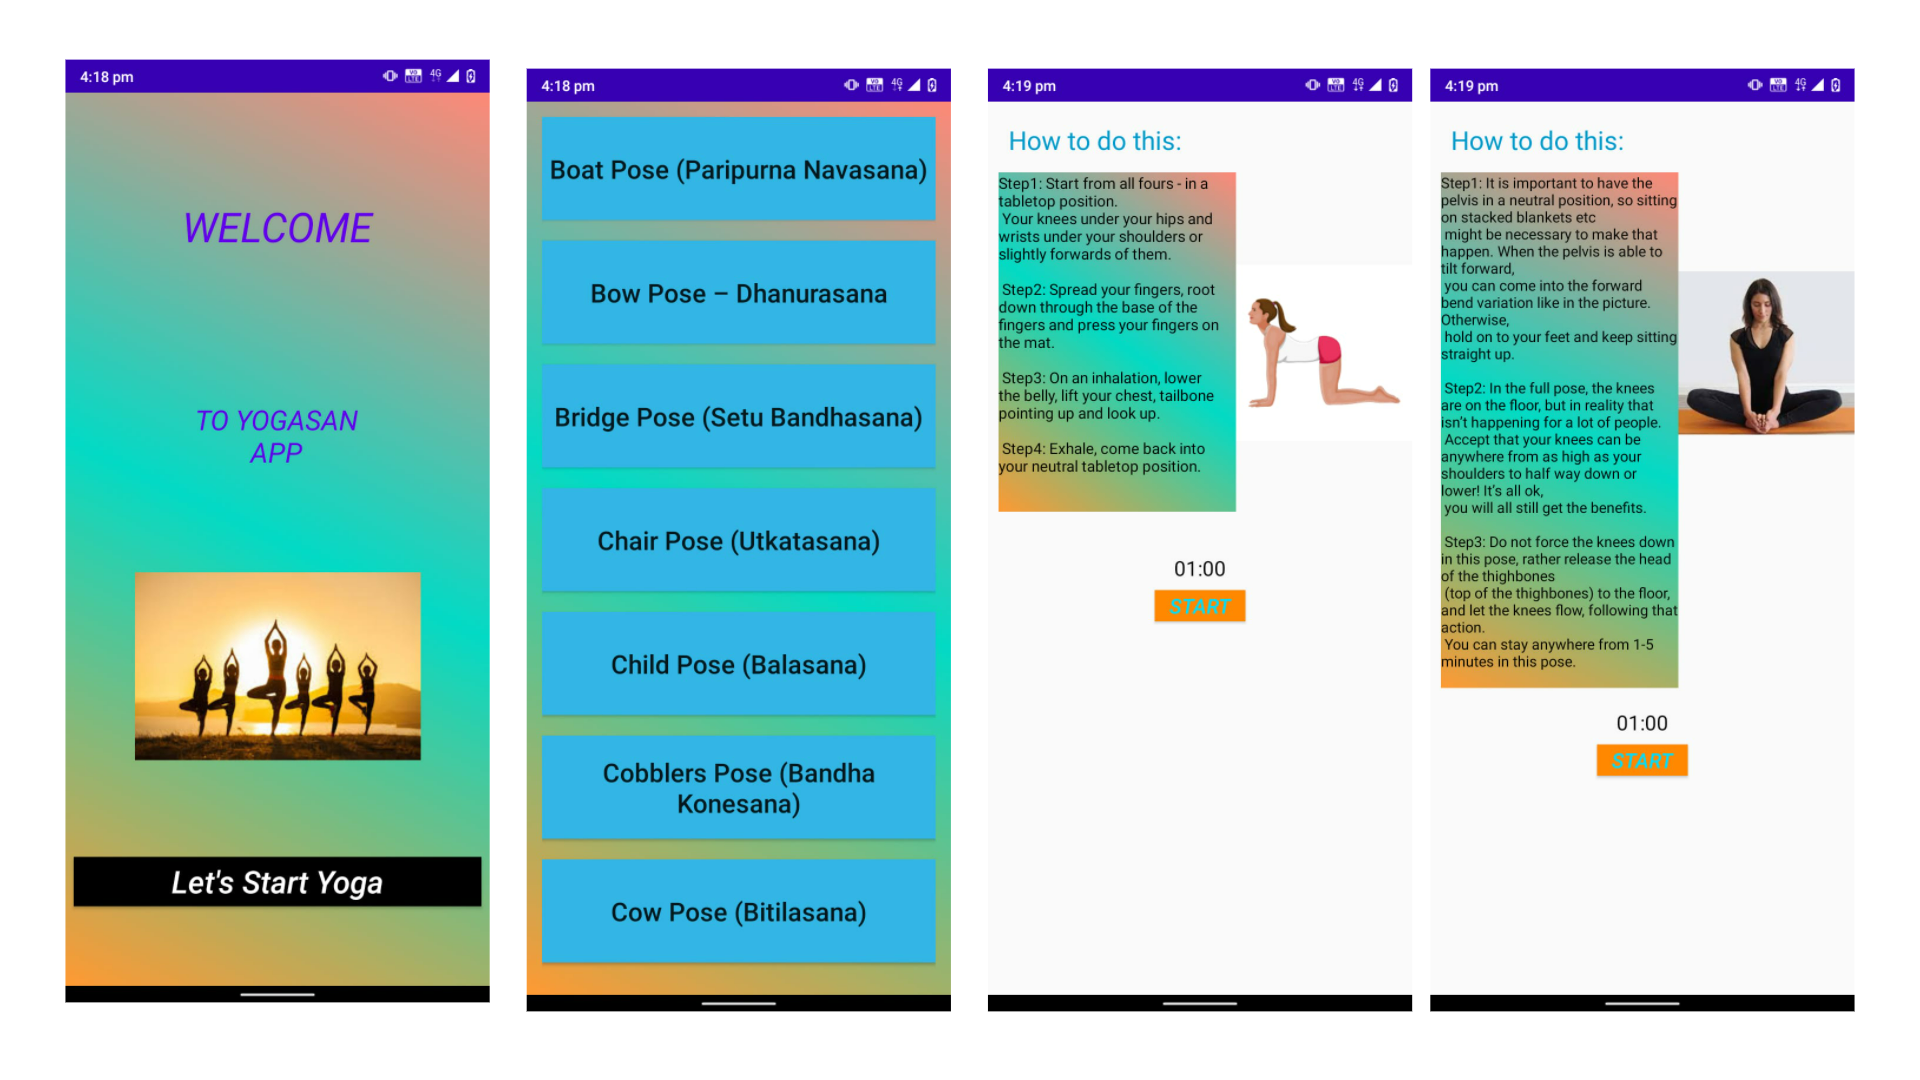 4:18 pm
VO LTE 4G
WELCOME
TO YOGASAN
APP
Let's Start Yoga
4:18 pm
VO LTE 4G
Boat Pose (Paripurna Navasana)
Bow Pose – Dhanurasana
Bridge Pose (Setu Bandhasana)
Chair Pose (Utkatasana)
Child Pose (Balasana)
Cobblers Pose (Bandha
Konesana)
Cow Pose (Bitilasana)
4:19 pm
VO LTE 4G
How to do this:
Step1: Start from all fours - in a
tabletop position.
Your knees under your hips and
wrists under your shoulders or
slightly forwards of them.
Step2: Spread your fingers, root
down through the base of the
fingers and press your fingers on
the mat.
Step3: On an inhalation, lower
the belly, lift your chest, tailbone
pointing up and look up.
Step4: Exhale, come back into
your neutral tabletop position.
01:00
START
4:19 pm
VO LTE 4G
How to do this:
Step1: It is important to have the
pelvis in a neutral position, so sitting
on stacked blankets etc
might be necessary to make that
happen. When the pelvis is able to
tilt forward,
you can come into the forward
bend variation like in the picture.
Otherwise,
hold on to your feet and keep sitting
straight up.
Step2: In the full pose, the knees
are on the floor, but in reality that
isn't happening for a lot of people.
Accept that your knees can be
anywhere from as high as your
shoulders to half way down or
lower! It's all ok,
you will all still get the benefits.
Step3: Do not force the knees down
in this pose, rather release the head
of the thighbones
(top of the thighbones) to the floor,
and let the knees flow, following that
action.
You can stay anywhere from 1-5
minutes in this pose.
01:00
START